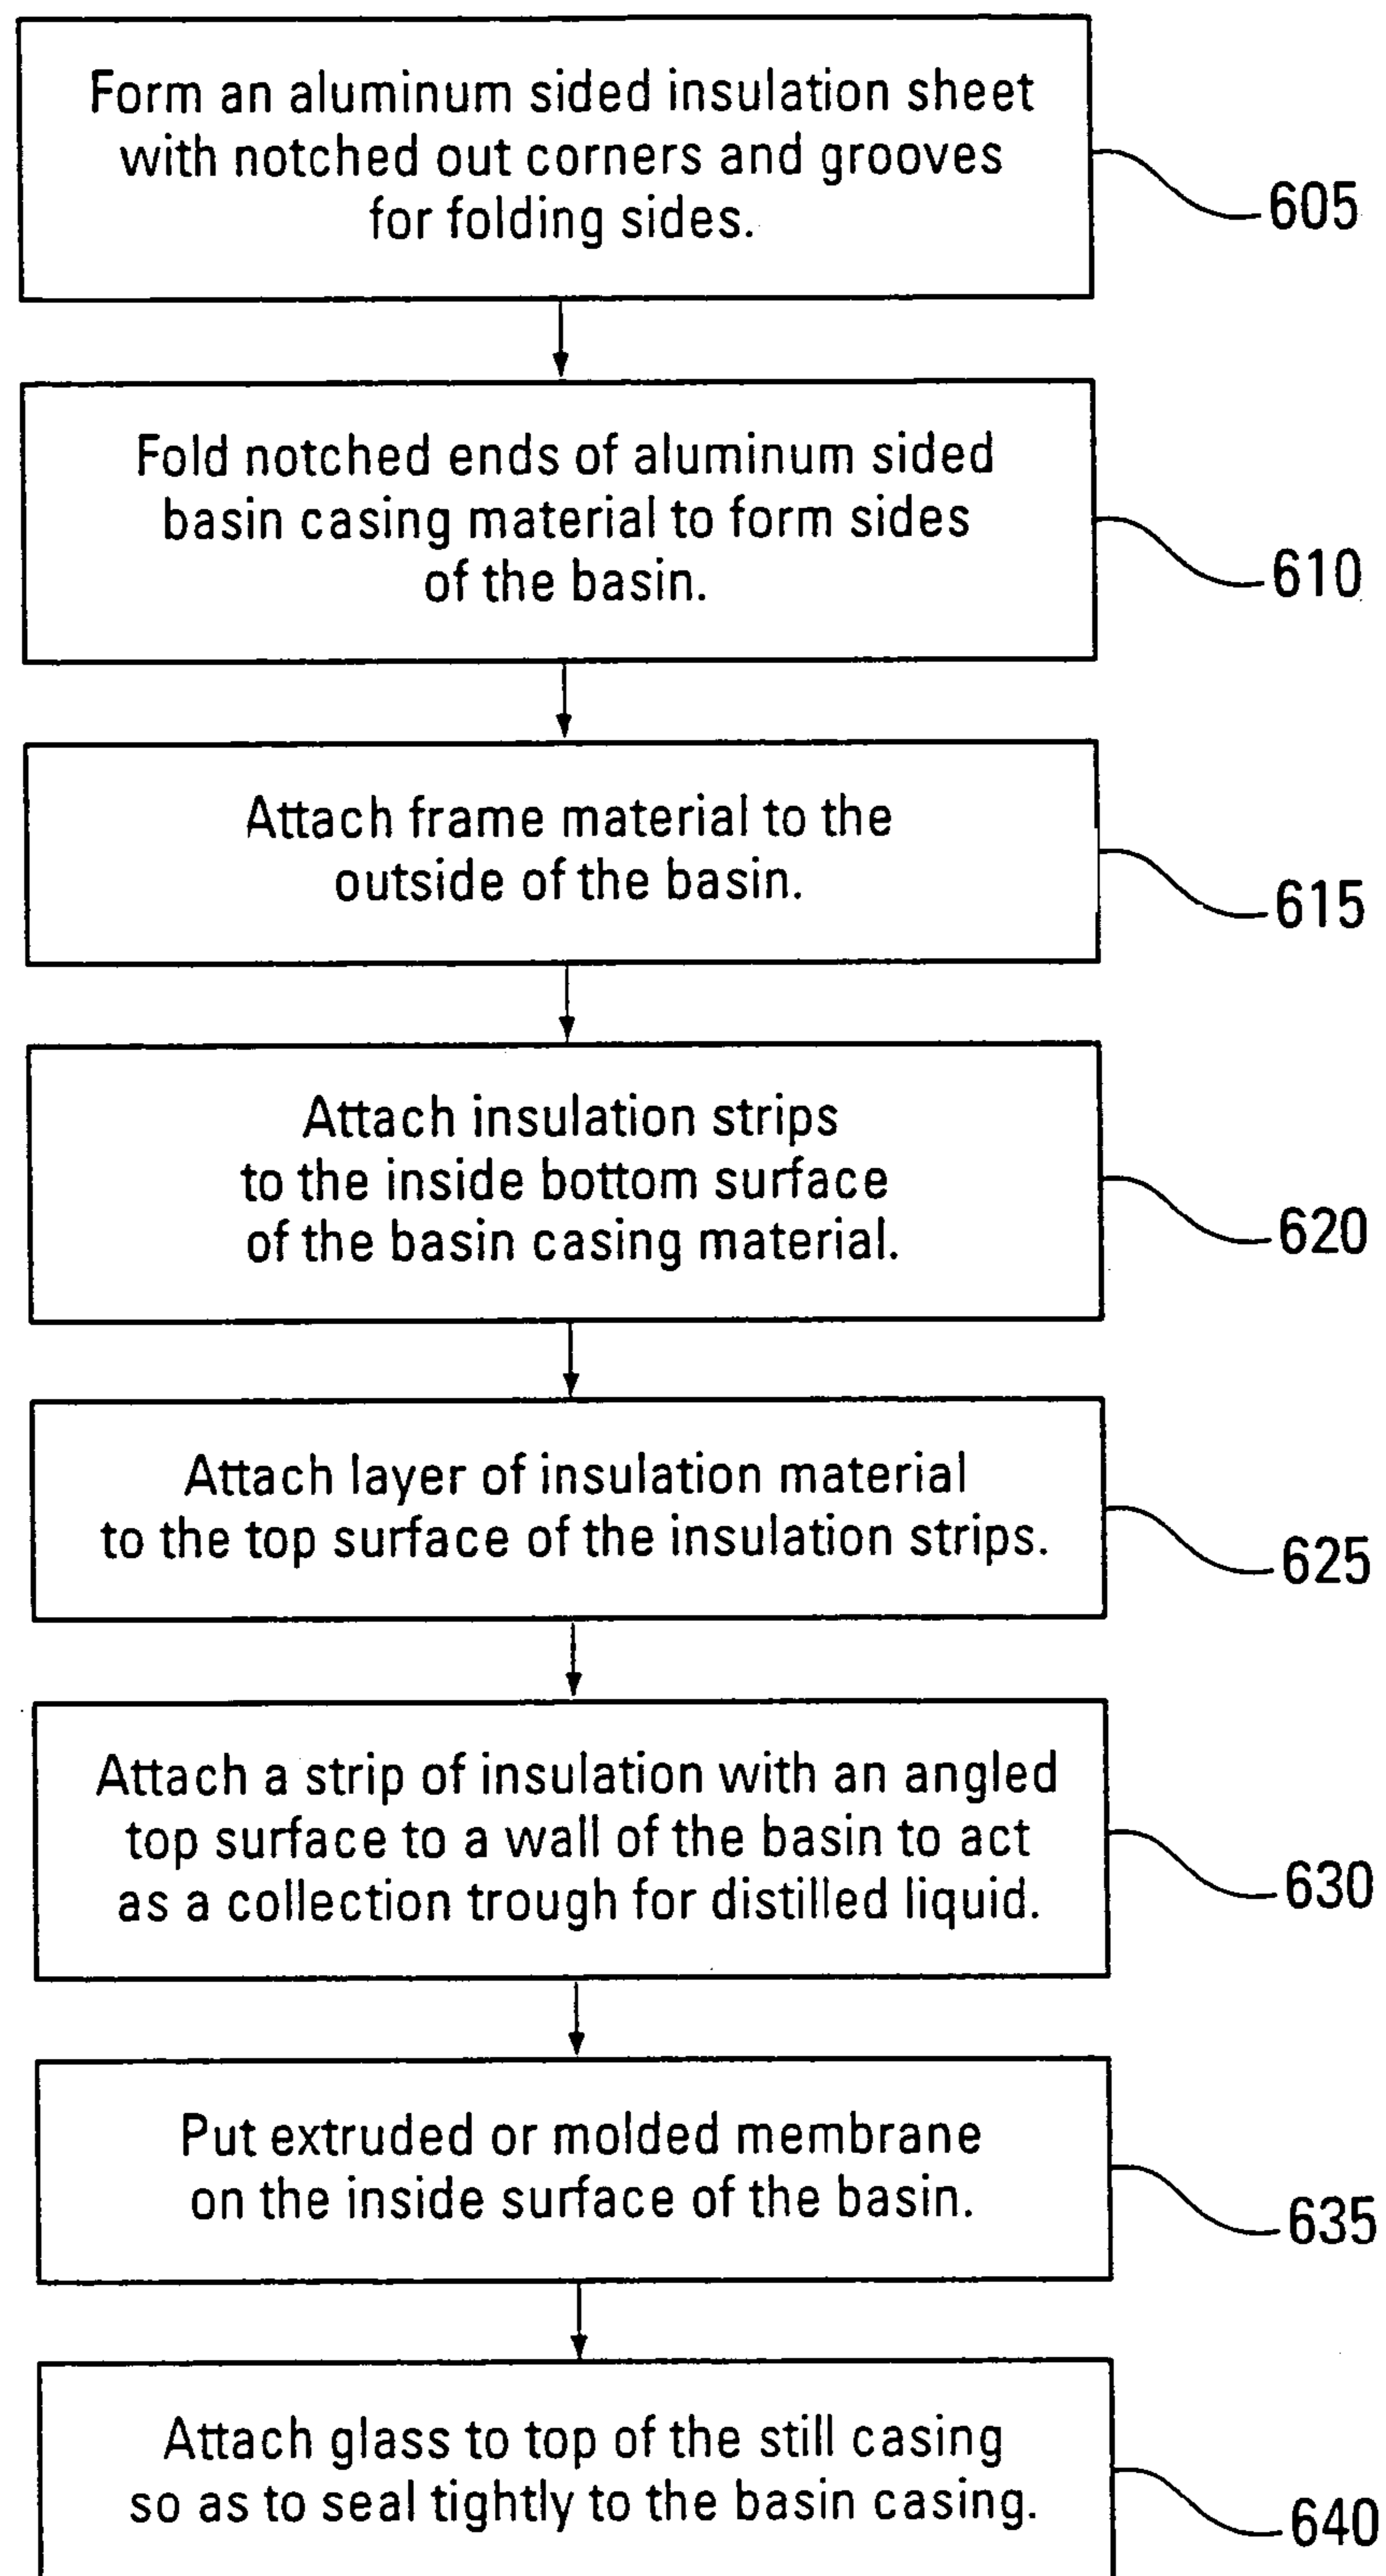 Form an aluminum sided insulation sheet
with notched out corners and grooves
for folding sides.
605
Fold notched ends of aluminum sided
basin casing material to form sides
of the basin.
610
Attach frame material to the
outside of the basin.
615
Attach insulation strips
to the inside bottom surface
of the basin casing material.
620
Attach layer of insulation material
to the top surface of the insulation strips.
625
Attach a strip of insulation with an angled
top surface to a wall of the basin to act
as a collection trough for distilled liquid.
630
Put extruded or molded membrane
on the inside surface of the basin.
635
Attach glass to top of the still casing
so as to seal tightly to the basin casing.
640